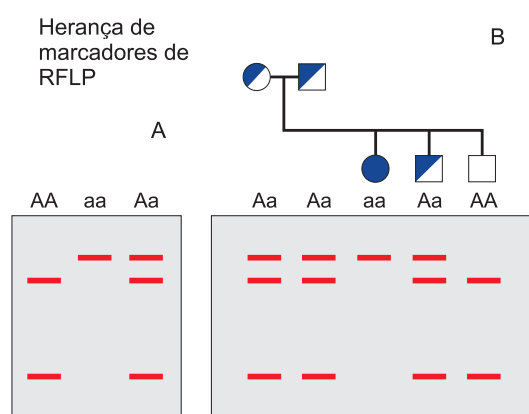 Herança de
marcadores de
RFLP
A
B
AA aa Aa
Aa Aa aa Aa AA